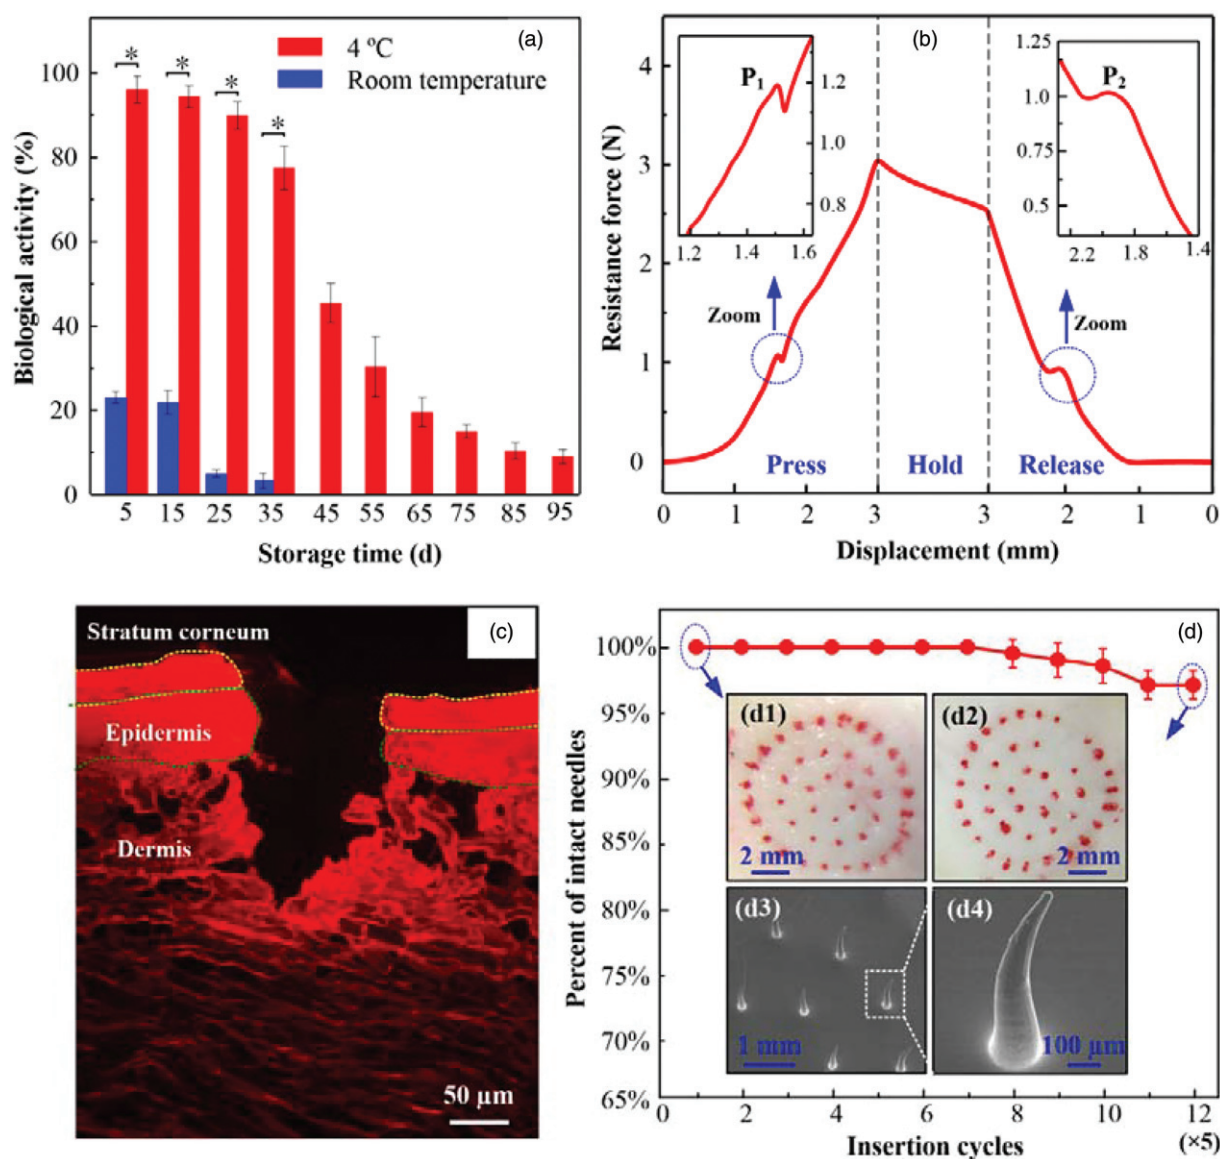 (a)
4 ºC
Room temperature
* * * *
Biological activity (%)
100
80
60
40
20
0
5 15 25 35 45 55 65 75 85 95
Storage time (d)
(b)
Resistance force (N)
4
3
2
1
0
P1
1.2
1.0
0.8
1.2 1.4 1.6
P2
1.25
1.0
0.75
0.5
2.2 1.8 1.4
Zoom
Zoom
Press Hold Release
0 1 2 3 3 2 1 0
Displacement (mm)
(c)
Stratum corneum
Epidermis
Dermis
50 μm
(d)
Percent of intact needles
100%
95%
90%
85%
80%
75%
70%
65%
(d1)
2 mm
(d2)
2 mm
(d3)
1 mm
(d4)
100 μm
0 2 4 6 8 10 12
(×5)
Insertion cycles